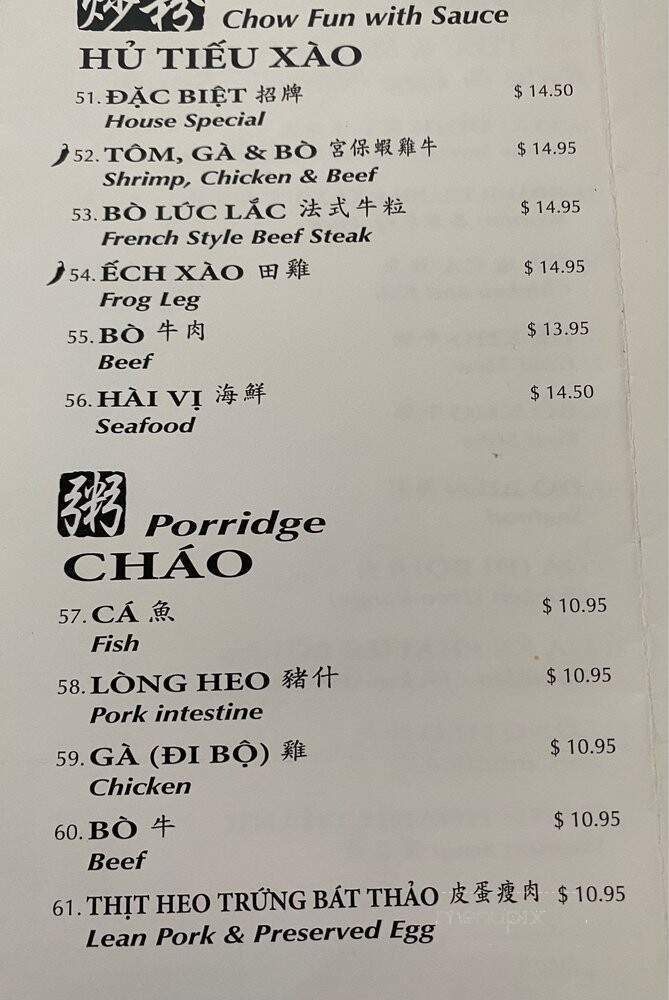 炒粉 Chow Fun with Sauce
HỦ TIẾU XÀO
51. ĐẶC BIỆT 招牌 $ 14.50
House Special
52. TÔM, GÀ & BÒ 宮保蝦雞牛 $ 14.95
Shrimp, Chicken & Beef
53. BÒ LÚC LẮC 法式牛粒 $ 14.95
French Style Beef Steak
54. ẾCH XÀO 田雞 $ 14.95
Frog Leg
55. BÒ 牛肉 $ 13.95
Beef
56. HÀI VỊ 海鮮 $ 14.50
Seafood
粥 Porridge
CHÁO
57. CÁ 魚 $ 10.95
Fish
58. LÒNG HEO 豬什 $ 10.95
Pork intestine
59. GÀ (ĐI BỘ) 雞 $ 10.95
Chicken
60. BÒ 牛 $ 10.95
Beef
61. THỊT HEO TRỨNG BÁT THẢO 皮蛋瘦肉 $ 10.95
Lean Pork & Preserved Egg